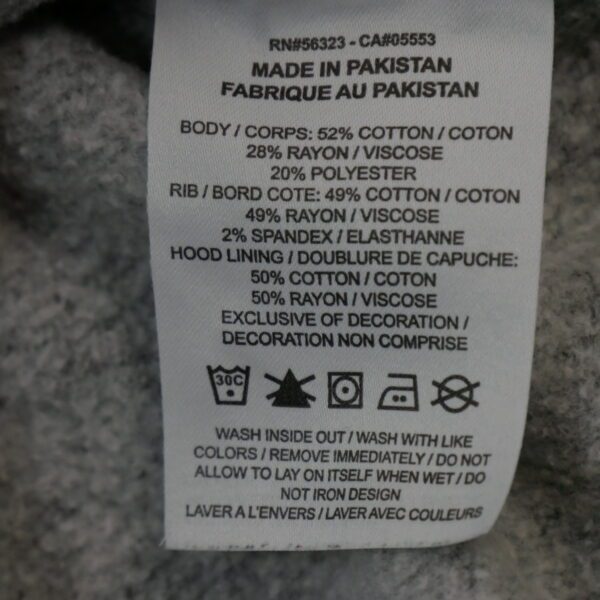 RN#56323 - CA#05553
MADE IN PAKISTAN
FABRIQUE AU PAKISTAN
BODY / CORPS: 52% COTTON / COTON
28% RAYON / VISCOSE
20% POLYESTER
RIB / BORD COTE: 49% COTTON / COTON
49% RAYON / VISCOSE
2% SPANDEX / ELASTHANNE
HOOD LINING / DOUBLURE DE CAPUCHE:
50% COTTON / COTON
50% RAYON / VISCOSE
EXCLUSIVE OF DECORATION /
DECORATION NON COMPRISE
30C
WASH INSIDE OUT / WASH WITH LIKE
COLORS / REMOVE IMMEDIATELY / DO NOT
ALLOW TO LAY ON ITSELF WHEN WET / DO
NOT IRON DESIGN
LAVER A L'ENVERS / LAVER AVEC COULEURS